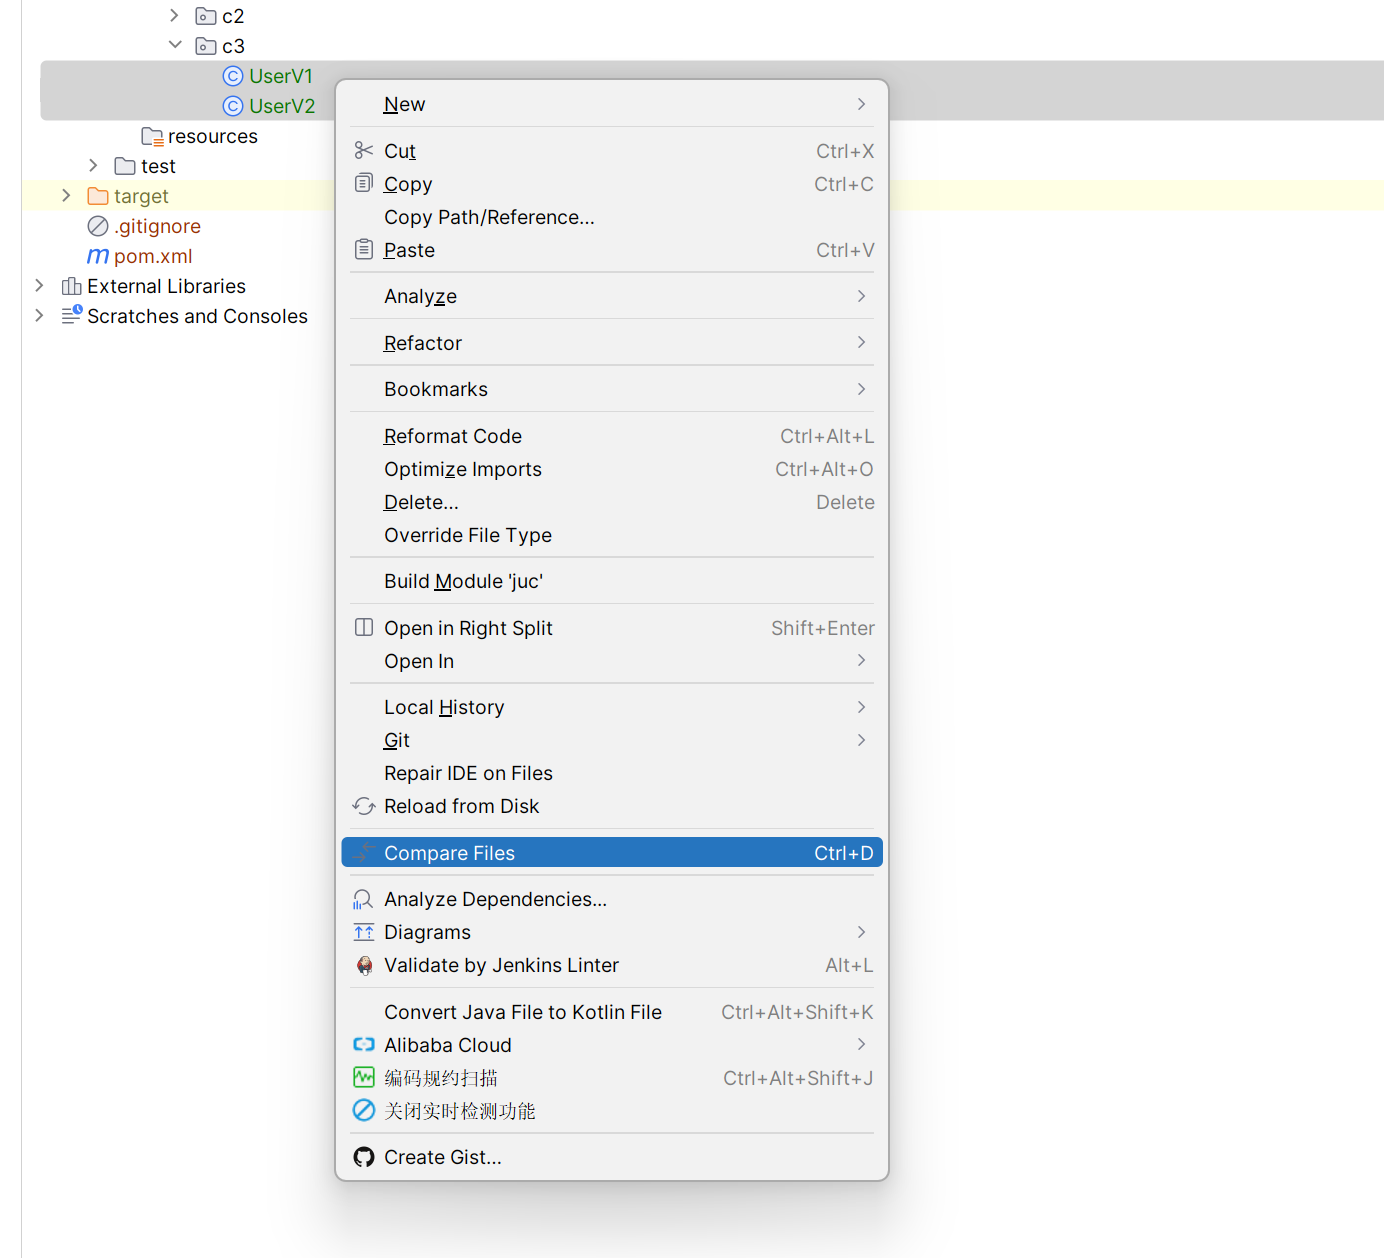 c2
c3
UserV1
UserV2
resources
test
target
.gitignore
pom.xml
External Libraries
Scratches and Consoles
New
Cut Ctrl+X
Copy Ctrl+C
Copy Path/Reference...
Paste Ctrl+V
Analyze
Refactor
Bookmarks
Reformat Code Ctrl+Alt+L
Optimize Imports Ctrl+Alt+O
Delete... Delete
Override File Type
Build Module 'juc'
Open in Right Split Shift+Enter
Open In
Local History
Git
Repair IDE on Files
Reload from Disk
Compare Files Ctrl+D
Analyze Dependencies...
Diagrams
Validate by Jenkins Linter Alt+L
Convert Java File to Kotlin File Ctrl+Alt+Shift+K
Alibaba Cloud
编码规约扫描 Ctrl+Alt+Shift+J
关闭实时检测功能
Create Gist...